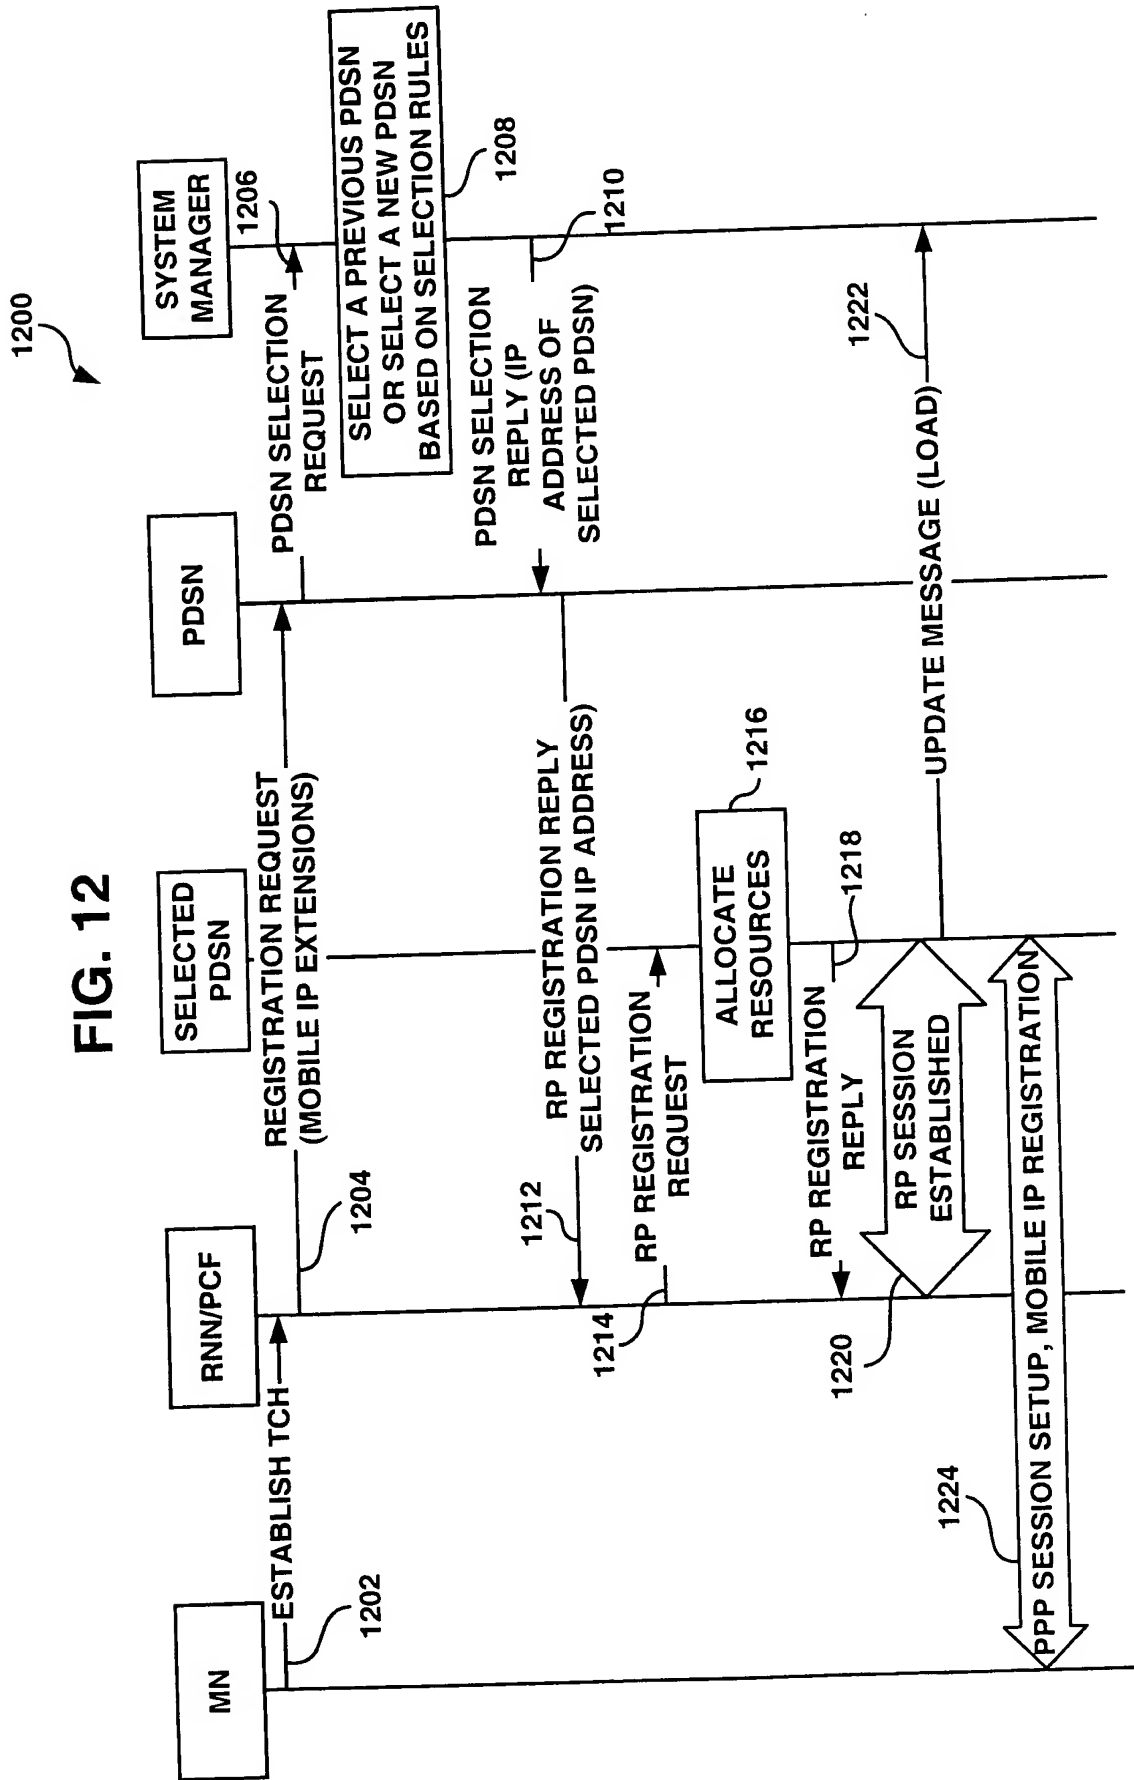 FIG. 12
1200
MN
RNN/PCF
SELECTED
PDSN
PDSN
SYSTEM
MANAGER
ESTABLISH TCH
1202
REGISTRATION REQUEST
(MOBILE IP EXTENSIONS)
1204
PDSN SELECTION
REQUEST
1206
SELECT A PREVIOUS PDSN
OR SELECT A NEW PDSN
BASED ON SELECTION RULES
1208
PDSN SELECTION
REPLY (IP
ADDRESS OF
SELECTED PDSN)
1210
RP REGISTRATION REPLY
SELECTED PDSN IP ADDRESS)
1212
RP REGISTRATION
REQUEST
1214
ALLOCATE
RESOURCES
1216
RP REGISTRATION
REPLY
1218
RP SESSION
ESTABLISHED
1220
UPDATE MESSAGE (LOAD)
1222
PPP SESSION SETUP, MOBILE IP REGISTRATION
1224